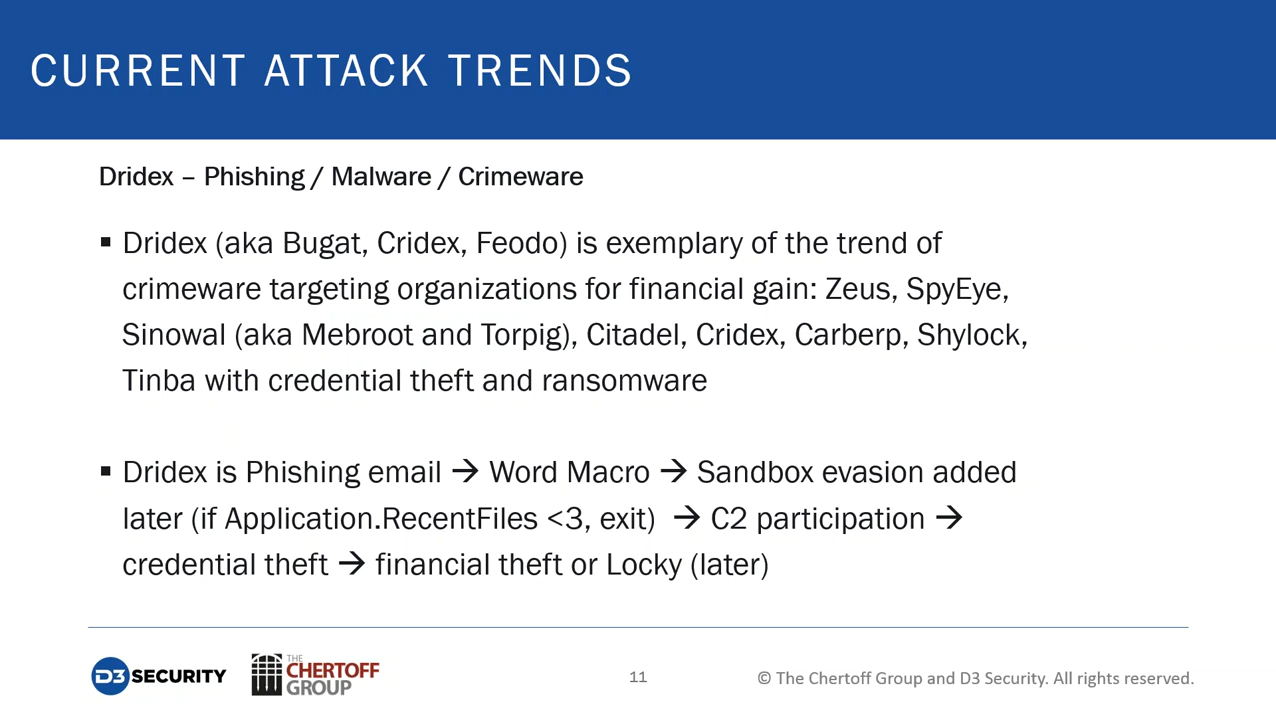 CURRENT ATTACK TRENDS
Dridex – Phishing / Malware / Crimeware
▪ Dridex (aka Bugat, Cridex, Feodo) is exemplary of the trend of
crimeware targeting organizations for financial gain: Zeus, SpyEye,
Sinowal (aka Mebroot and Torpig), Citadel, Cridex, Carberp, Shylock,
Tinba with credential theft and ransomware
▪ Dridex is Phishing email → Word Macro → Sandbox evasion added
later (if Application.RecentFiles <3, exit) → C2 participation →
credential theft → financial theft or Locky (later)
D3 SECURITY
THE
CHERTOFF
GROUP
11
© The Chertoff Group and D3 Security. All rights reserved.